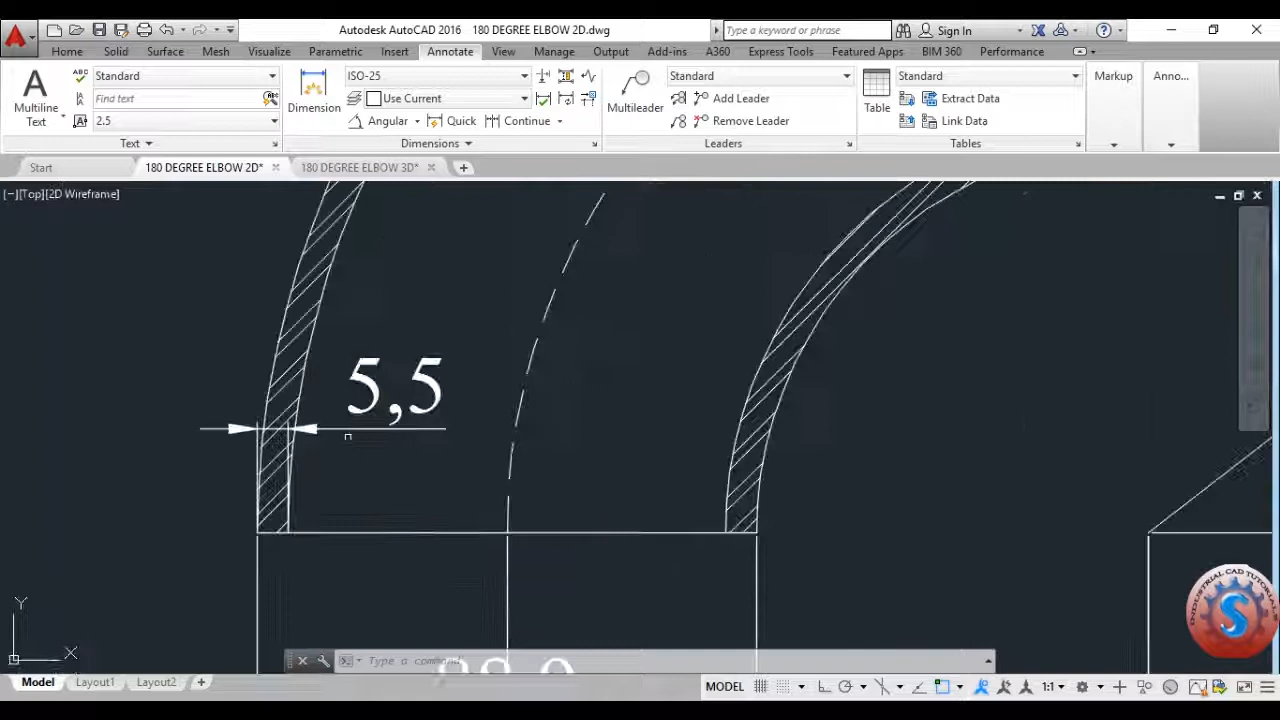 Autodesk AutoCAD 2016 180 DEGREE ELBOW 2D.dwg
Type a keyword or phrase
Sign In
Home Solid Surface Mesh Visualize Parametric Insert Annotate View Manage Output Add-ins A360 Express Tools Featured Apps BIM 360 Performance
A Standard ISO-25 Standard Standard Markup Anno...
Find text Use Current Add Leader Extract Data
Multiline Text
2.5
Dimension
Angular Quick Continue
Multileader
Remove Leader
Table
Link Data
Text Dimensions Leaders Tables
Start 180 DEGREE ELBOW 2D* 180 DEGREE ELBOW 3D*
[−][Top][2D Wireframe]
5,5
Y
X
Type a command
INDUSTRIAL CAD TUTORIALS
S
Model Layout1 Layout2 MODEL 1:1